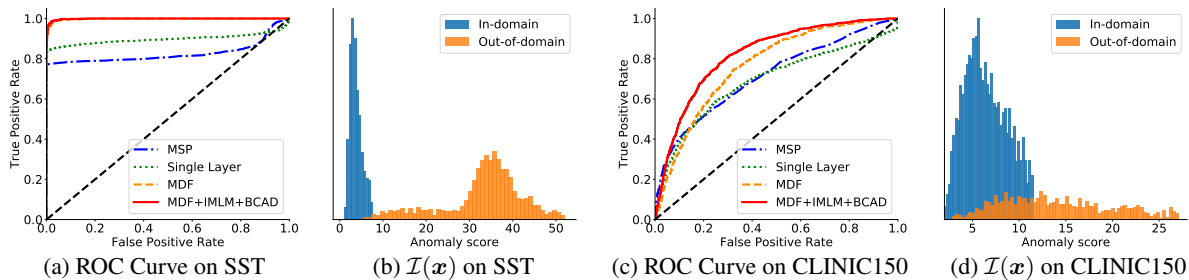 1.0
0.8
0.6
0.4
0.2
0.0
True Positive Rate
MSP
Single Layer
MDF
MDF+IMLM+BCAD
0.2 0.4 0.6 0.8 1.0
False Positive Rate
(a) ROC Curve on SST
In-domain
Out-of-domain
0 10 20 30 40 50
Anomaly score
(b) I(x) on SST
1.0
0.8
0.6
0.4
0.2
0.0
True Positive Rate
MSP
Single Layer
MDF
MDF+IMLM+BCAD
0.2 0.4 0.6 0.8 1.0
False Positive Rate
(c) ROC Curve on CLINIC150
In-domain
Out-of-domain
5 10 15 20 25
Anomaly score
(d) I(x) on CLINIC150